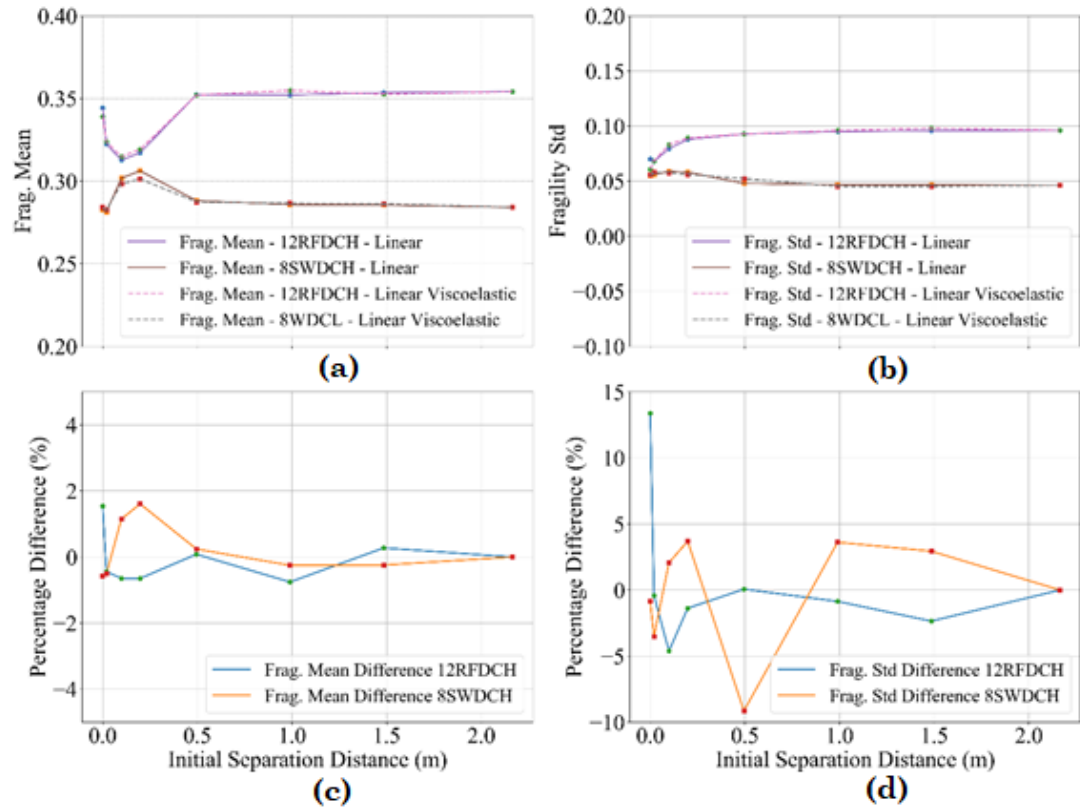 0.40
0.35
0.30
0.25
0.20
Frag. Mean
Frag. Mean - 12RFDCH - Linear
Frag. Mean - 8SWDCH - Linear
Frag. Mean - 12RFDCH - Linear Viscoelastic
Frag. Mean - 8WDCL - Linear Viscoelastic
(a)
0.20
0.15
0.10
0.05
0.00
−0.05
−0.10
Fragility Std
Frag. Std - 12RFDCH - Linear
Frag. Std - 8SWDCH - Linear
Frag. Std - 12RFDCH - Linear Viscoelastic
Frag. Std - 8WDCL - Linear Viscoelastic
(b)
4
2
0
−2
−4
Percentage Difference (%)
Frag. Mean Difference 12RFDCH
Frag. Mean Difference 8SWDCH
0.0 0.5 1.0 1.5 2.0
Initial Separation Distance (m)
(c)
15
10
5
0
−5
−10
Percentage Difference (%)
Frag. Std Difference 12RFDCH
Frag. Std Difference 8SWDCH
0.0 0.5 1.0 1.5 2.0
Initial Separation Distance (m)
(d)